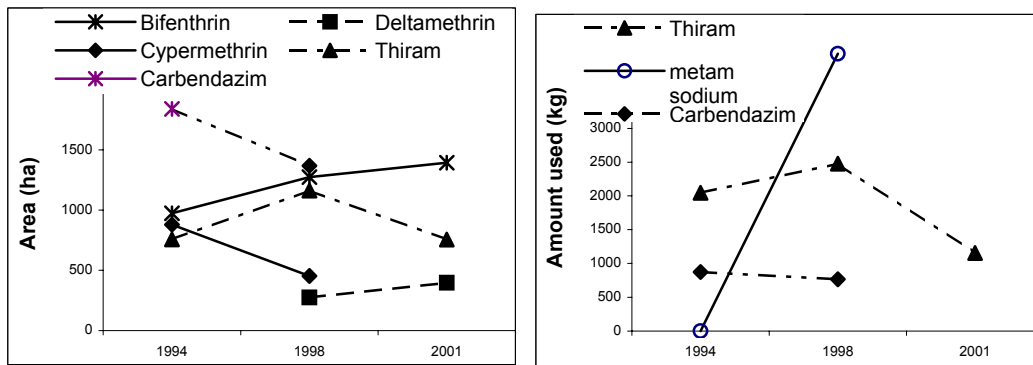 Bifenthrin Deltamethrin
Cypermethrin Thiram
Carbendazim
Area (ha)
1500
1000
500
0
1994 1998 2001
Thiram
metam
sodium
Carbendazim
Amount used (kg)
3000
2500
2000
1500
1000
500
0
1994 1998 2001